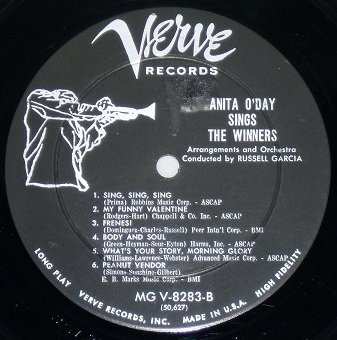 Verve
RECORDS
ANITA O'DAY
SINGS
THE WINNERS
Arrangements and Orchestra
Conducted by RUSSELL GARCIA
1. SING, SING, SING
(Prima) Robbins Music Corp. - ASCAP
2. MY FUNNY VALENTINE
(Rodgers-Hart) Chappell & Co. Inc. - ASCAP
3. FRENESI
(Dominguez-Charles-Russell) Peer Int'l Corp. - BMI
4. BODY AND SOUL
(Green-Heyman-Sour-Eyton) Harms, Inc. - ASCAP
5. WHAT'S YOUR STORY, MORNING GLORY
(Williams-Lawrence-Webster) Advanced Music Corp. - ASCAP
6. PEANUT VENDOR
(Simons-Sunshine-Gilbert)
E. B. Marks Music Corp. - BMI
MG V-8283-B
(50,627)
LONG PLAY VERVE RECORDS, INC. MADE IN U.S.A. HIGH FIDELITY